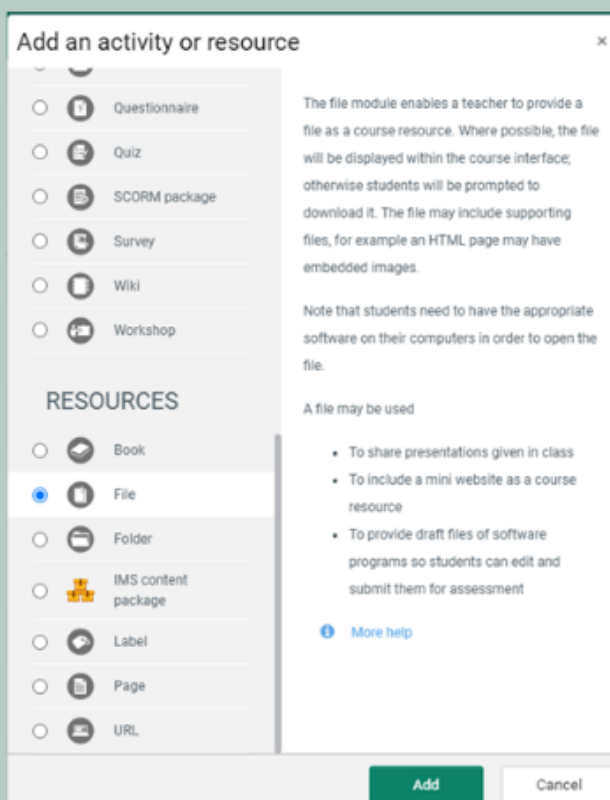 Add an activity or resource
×
Questionnaire
Quiz
SCORM package
Survey
Wiki
Workshop
RESOURCES
Book
File
Folder
IMS content
package
Label
Page
URL
The file module enables a teacher to provide a
file as a course resource. Where possible, the file
will be displayed within the course interface;
otherwise students will be prompted to
download it. The file may include supporting
files, for example an HTML page may have
embedded images.
Note that students need to have the appropriate
software on their computers in order to open the
file.
A file may be used
• To share presentations given in class
• To include a mini website as a course
resource
• To provide draft files of software
programs so students can edit and
submit them for assessment
More help
Add
Cancel